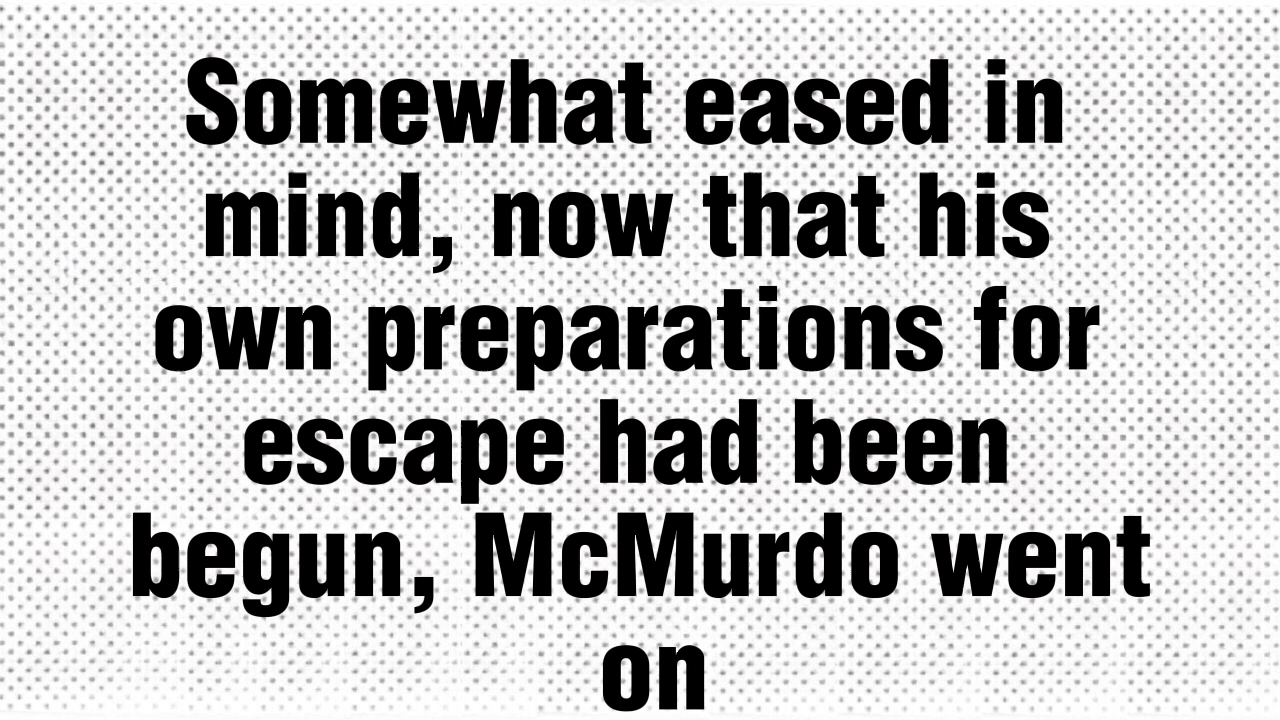 Somewhat eased in
mind, now that his
own preparations for
escape had been
begun, McMurdo went
on